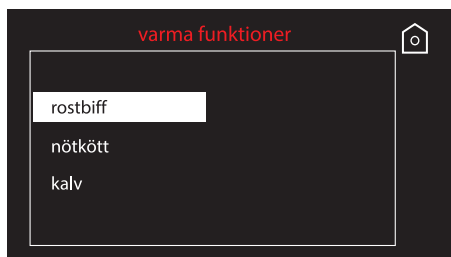 varma funktioner
rostbiff
nötkött
kalv